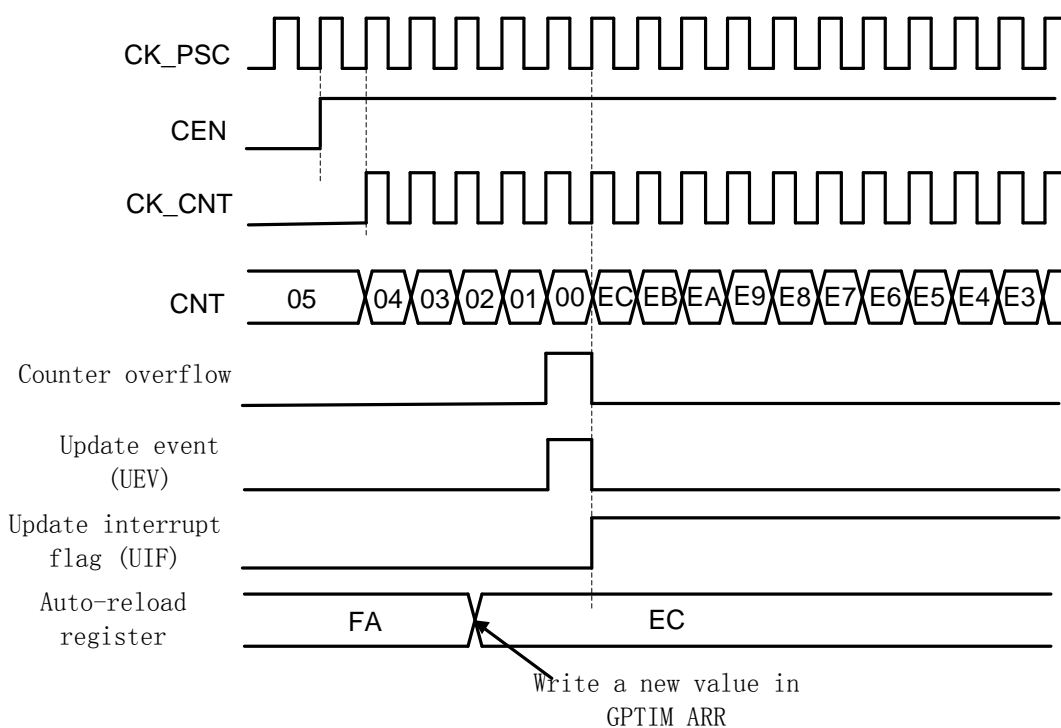 CK_PSC
CEN
CK_CNT
CNT
05 04 03 02 01 00 EC EB EA E9 E8 E7 E6 E5 E4 E3
Counter overflow
Update event
(UEV)
Update interrupt
flag (UIF)
Auto-reload
register
FA
EC
Write a new value in
GPTIM ARR